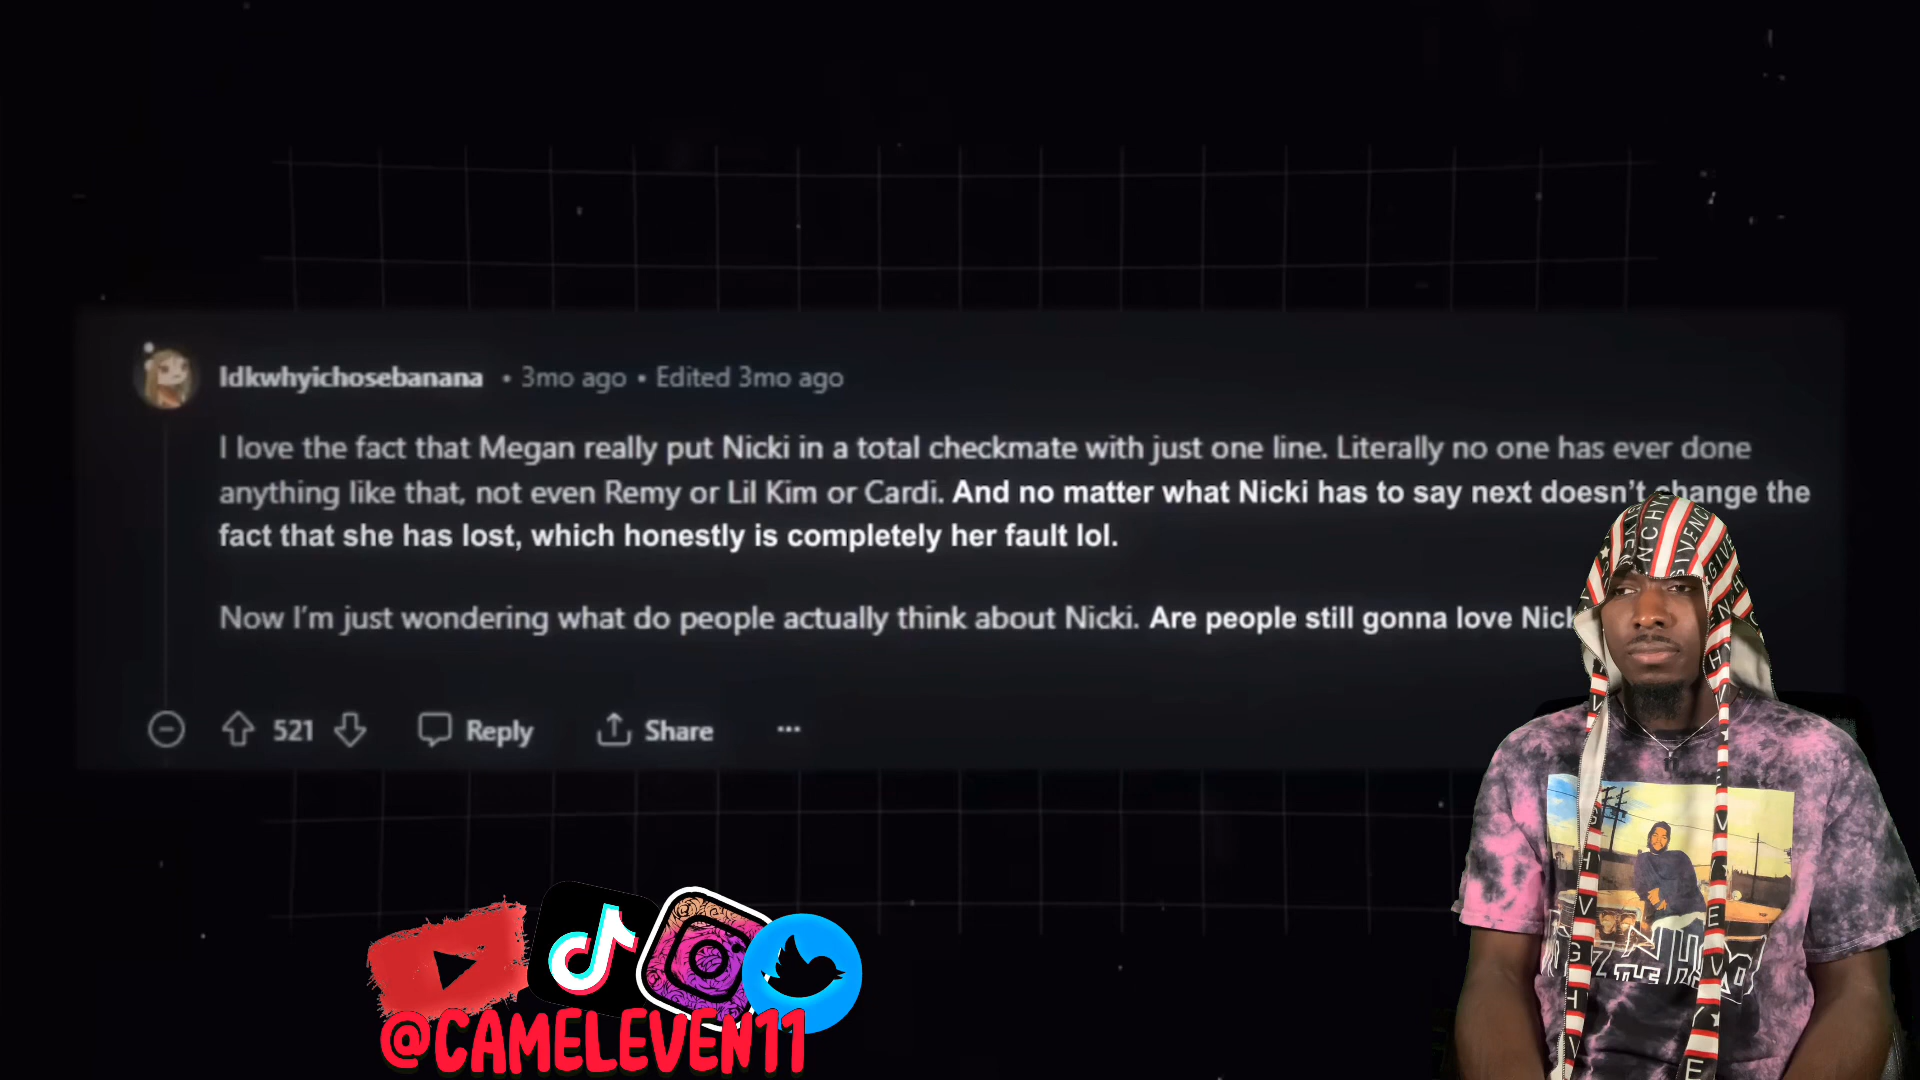 Idkwhyichosebanana • 3mo ago • Edited 3mo ago
I love the fact that Megan really put Nicki in a total checkmate with just one line. Literally no one has ever done
anything like that, not even Remy or Lil Kim or Cardi. And no matter what Nicki has to say next doesn't change the
fact that she has lost, which honestly is completely her fault lol.
Now I'm just wondering what do people actually think about Nicki. Are people still gonna love
521 Reply Share ...
@CAMELEVEN11